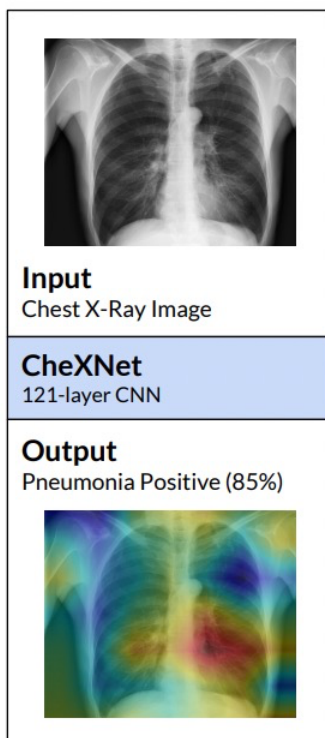 Input
Chest X-Ray Image
CheXNet
121-layer CNN
Output
Pneumonia Positive (85%)